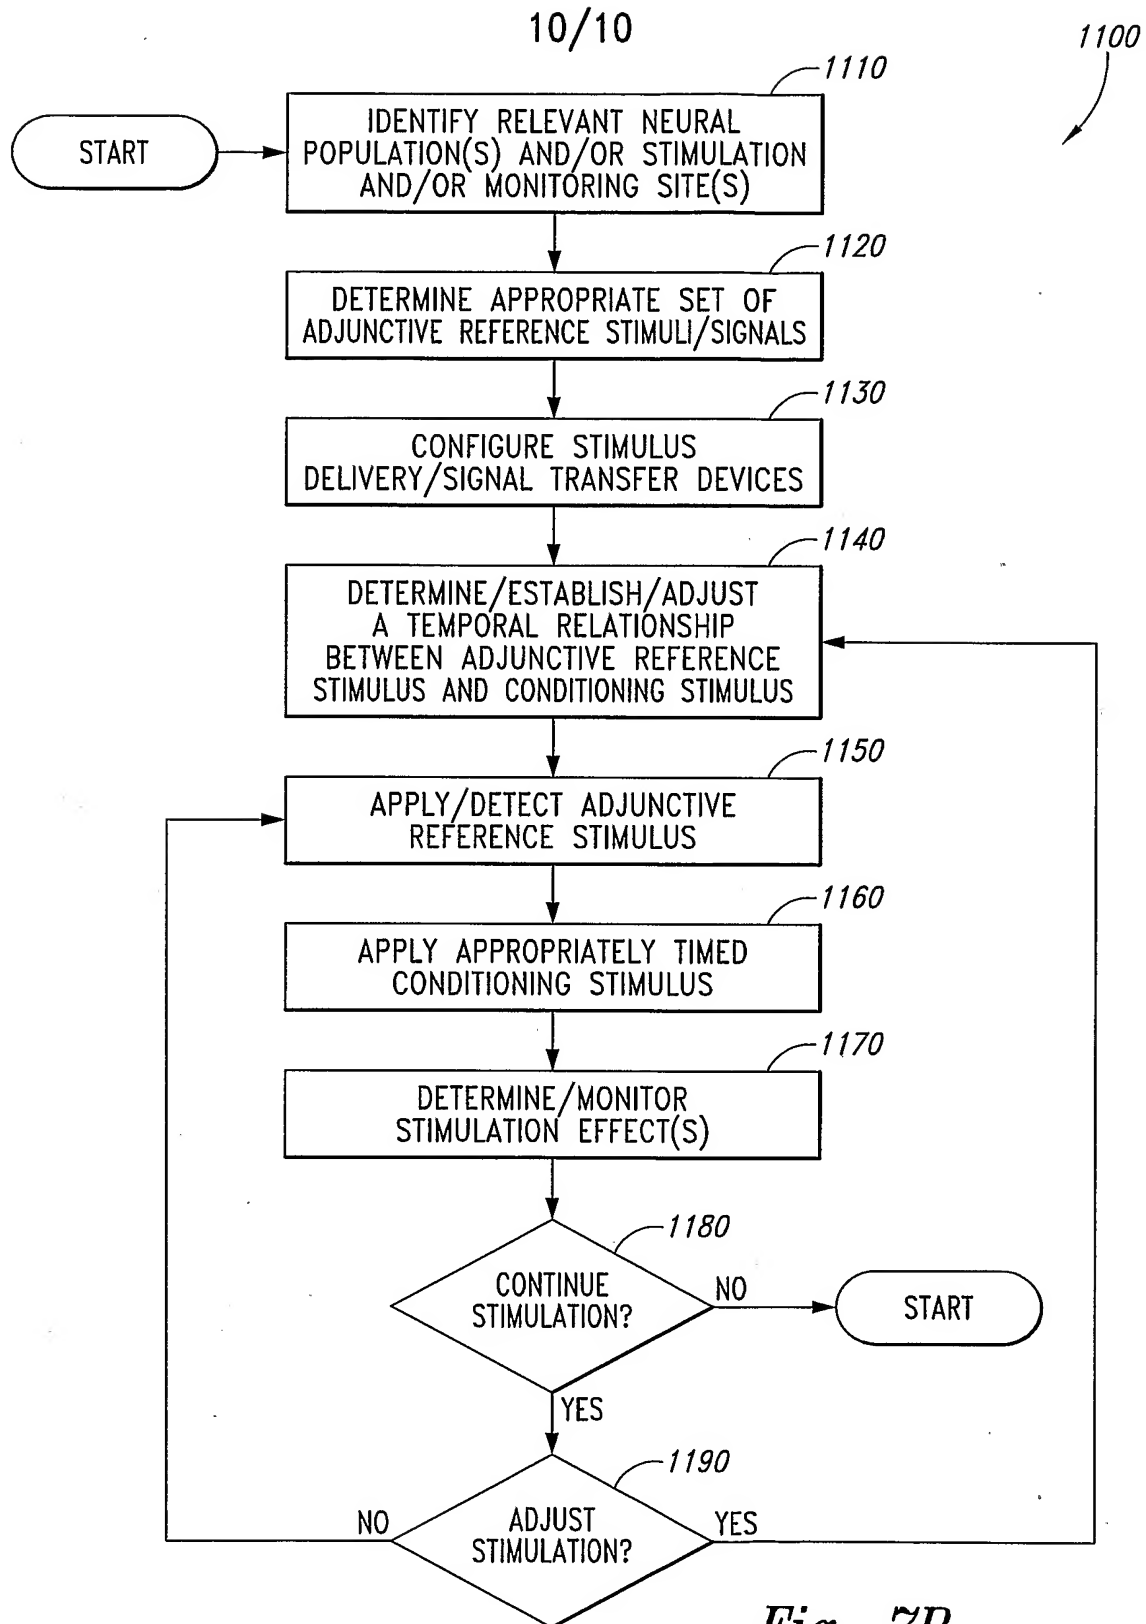 10/10
1100
1110
START
IDENTIFY RELEVANT NEURAL
POPULATION(S) AND/OR STIMULATION
AND/OR MONITORING SITE(S)
1120
DETERMINE APPROPRIATE SET OF
ADJUNCTIVE REFERENCE STIMULI/SIGNALS
1130
CONFIGURE STIMULUS
DELIVERY/SIGNAL TRANSFER DEVICES
1140
DETERMINE/ESTABLISH/ADJUST
A TEMPORAL RELATIONSHIP
BETWEEN ADJUNCTIVE REFERENCE
STIMULUS AND CONDITIONING STIMULUS
1150
APPLY/DETECT ADJUNCTIVE
REFERENCE STIMULUS
1160
APPLY APPROPRIATELY TIMED
CONDITIONING STIMULUS
1170
DETERMINE/MONITOR
STIMULATION EFFECT(S)
1180
CONTINUE
STIMULATION?
NO
START
YES
1190
NO
ADJUST
STIMULATION?
YES
Fig. 7B